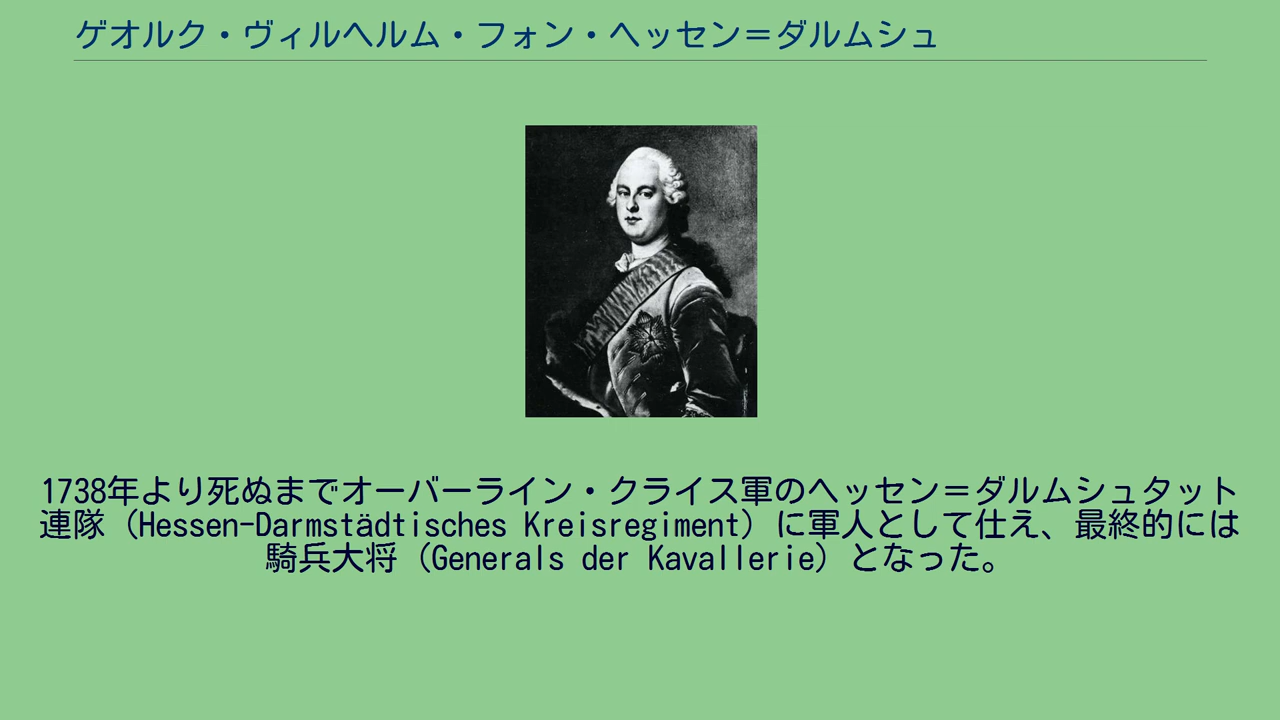 ゲオルク・ヴィルヘルム・フォン・ヘッセン＝ダルムシュ
1738年より死ぬまでオーバーライン・クライス軍のヘッセン＝ダルムシュタット
連隊（Hessen-Darmstädtisches Kreisregiment）に軍人として仕え、最終的には
騎兵大将（Generals der Kavallerie）となった。